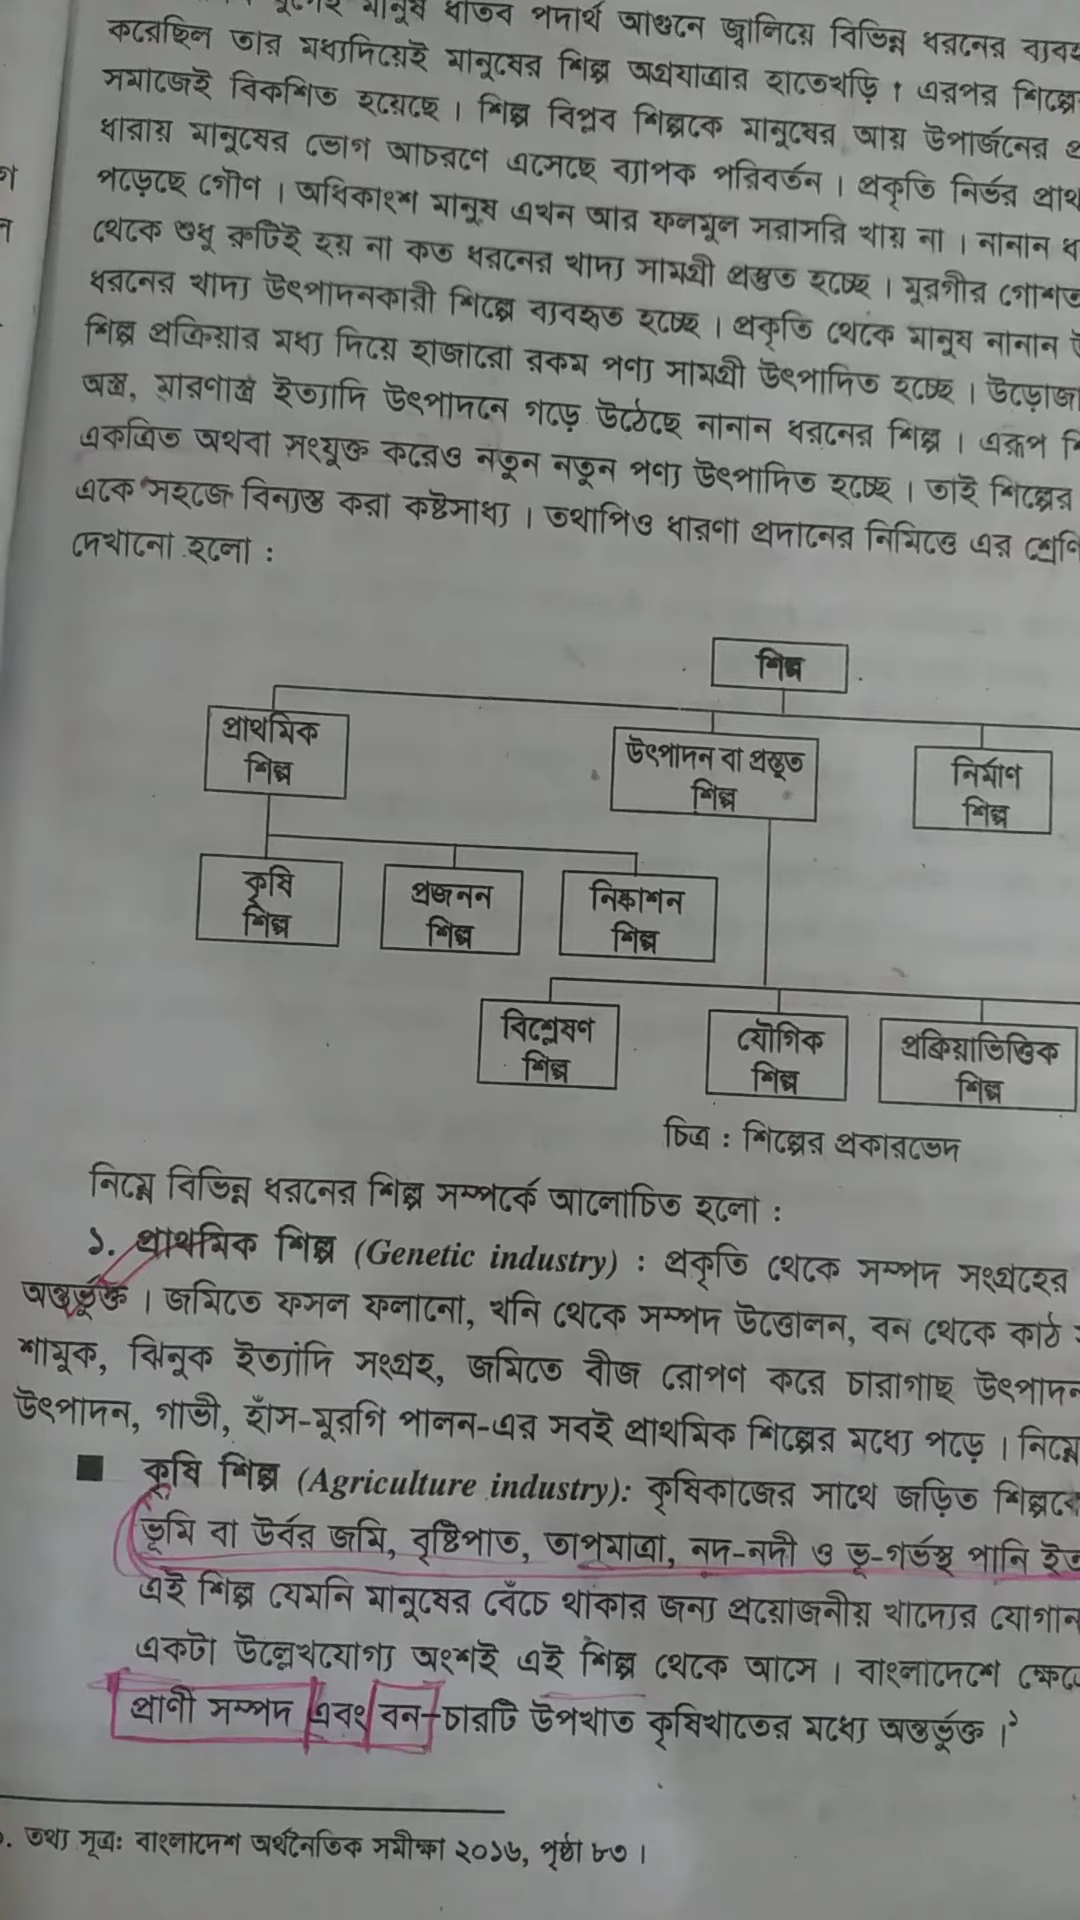 মানুষ ধাতব পদার্থ আগুনে জ্বালিয়ে বিভিন্ন ধরনের
করেছিল তার মধ্যদিয়েই মানুষের শিল্প অগ্রযাত্রার হাতেখড়ি । এরপর
সমাজেই বিকশিত হয়েছে । শিল্প বিপ্লব শিল্পকে মানুষের আয় উপার্জনের
ধারায় মানুষের ভোগ আচরণে এসেছে ব্যাপক পরিবর্তন । প্রকৃতি নির্ভর
পড়েছে গৌণ । অধিকাংশ মানুষ এখন আর ফলমূল সরাসরি খায় না । নানান
থেকে শুধু রুটিই হয় না কত ধরনের খাদ্য সামগ্রী প্রস্তুত হচ্ছে । মুরগীর
ধরনের খাদ্য উৎপাদনকারী শিল্পে ব্যবহৃত হচ্ছে । প্রকৃতি থেকে মানুষ নানান
শিল্প প্রক্রিয়ার মধ্য দিয়ে হাজারো রকম পণ্য সামগ্রী উৎপাদিত হচ্ছে ।
অস্ত্র, মারণাস্ত্র ইত্যাদি উৎপাদনে গড়ে উঠেছে নানান ধরনের শিল্প । এরূপ
একত্রিত অথবা সংযুক্ত করেও নতুন নতুন পণ্য উৎপাদিত হচ্ছে । তাই শিল্পের
একে সহজে বিন্যস্ত করা কষ্টসাধ্য । তথাপিও ধারণা প্রদানের নিমিত্তে এর
দেখানো হলো :
শিল্প
প্রাথমিক
শিল্প
উৎপাদন বা প্রস্তুত
শিল্প
নির্মাণ
শিল্প
কৃষি
শিল্প
প্রজনন
শিল্প
নিষ্কাশন
শিল্প
বিশ্লেষণ
শিল্প
যৌগিক
শিল্প
প্রক্রিয়াভিত্তিক
শিল্প
চিত্র : শিল্পের প্রকারভেদ
নিম্নে বিভিন্ন ধরনের শিল্প সম্পর্কে আলোচিত হলো :
১. প্রাথমিক শিল্প (Genetic industry) : প্রকৃতি থেকে সম্পদ সংগ্রহের
অন্তর্ভুক্ত । জমিতে ফসল ফলানো, খনি থেকে সম্পদ উত্তোলন, বন থেকে কাঠ
শামুক, ঝিনুক ইত্যাদি সংগ্রহ, জমিতে বীজ রোপণ করে চারাগাছ উৎপাদন
উৎপাদন, গাভী, হাঁস-মুরগি পালন-এর সবই প্রাথমিক শিল্পের মধ্যে পড়ে । নিম্নে
■ কৃষি শিল্প (Agriculture industry): কৃষিকাজের সাথে জড়িত
ভূমি বা উর্বর জমি, বৃষ্টিপাত, তাপমাত্রা, নদ-নদী ও ভূ-গর্ভস্থ পানি
এই শিল্প যেমনি মানুষের বেঁচে থাকার জন্য প্রয়োজনীয় খাদ্যের যোগান
একটা উল্লেখযোগ্য অংশই এই শিল্প থেকে আসে । বাংলাদেশে
প্রাণী সম্পদ এবং বন-চারটি উপখাত কৃষিখাতের মধ্যে অন্তর্ভুক্ত ।১
. তথ্য সূত্র: বাংলাদেশ অর্থনৈতিক সমীক্ষা ২০১৬, পৃষ্ঠা ৮৩ ।